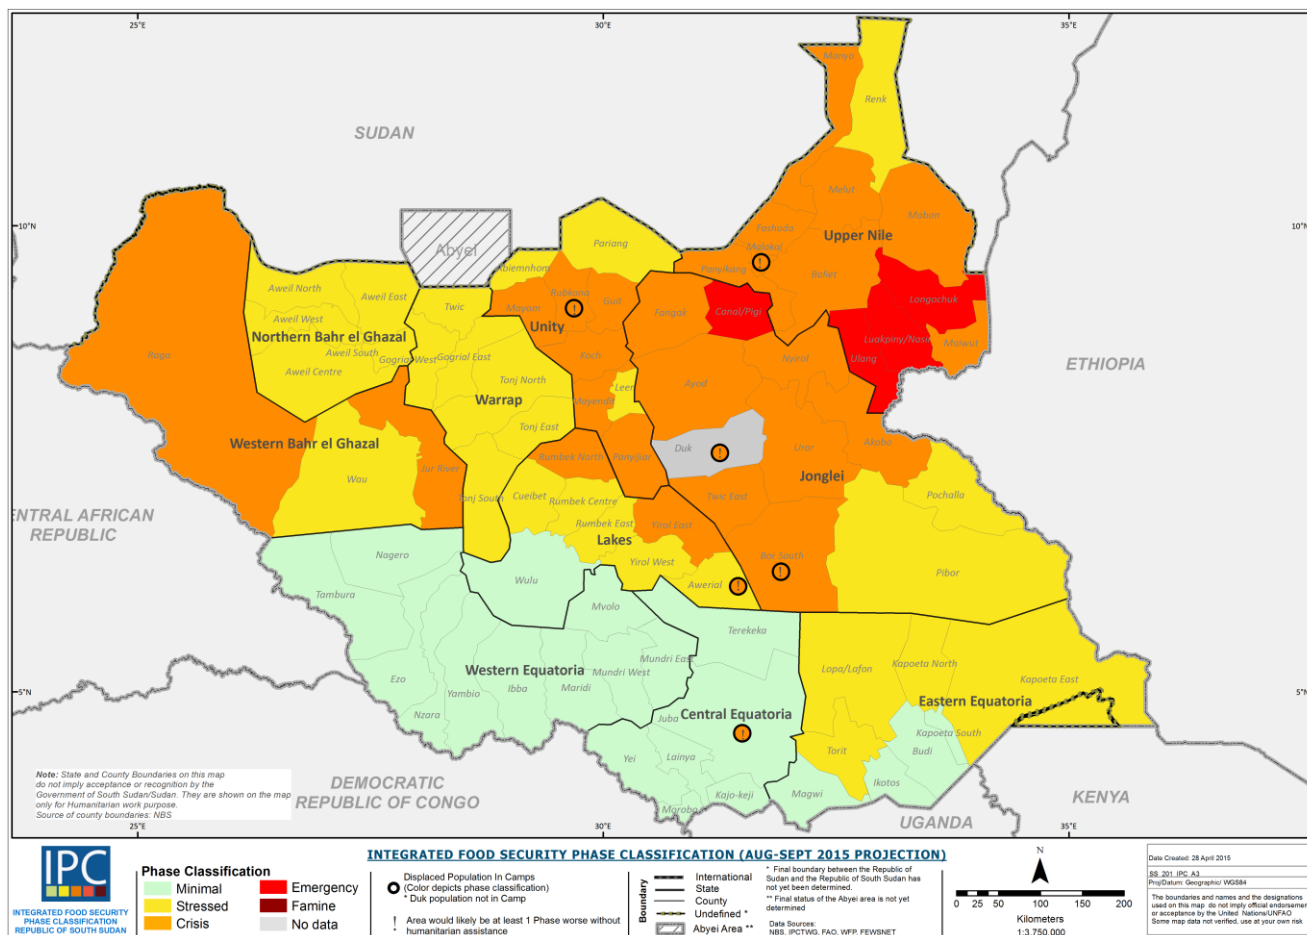 25°E
30°E
35°E
Manyo
Renk
SUDAN
Melut
Maban
10°N
10°N
Fashoda
Upper Nile
Abyei
Pariang
Malakal
Abiemnhom
Panyikang
Baliet
Aweil North
Aweil East
Rubkona
Longochuk
Twic
Mayom
Guit
Fangak
Canal/Pigi
Aweil West
Unity
Northern Bahr el Ghazal
Luakpiny/Nasir
Maiwut
Raga
Aweil South
Gogrial West
Gogrial East
Koch
Nyirol
Ulang
ETHIOPIA
Aweil Centre
Tonj North
Leer
Ayod
Warrap
Mayendit
Tonj East
Western Bahr el Ghazal
Duk
Uror
Akobo
Rumbek North
Panyijiar
Jur River
Jonglei
Wau
Tonj South
Cueibet
Rumbek Centre
Twic East
Pochalla
CENTRAL AFRICAN
REPUBLIC
Rumbek East
Yirol East
Lakes
Nagero
Yirol West
Bor South
Wulu
Awerial
Pibor
Tambura
Mvolo
Terekeka
Mundri East
Lopa/Lafon
Kapoeta North
Western Equatoria
Mundri West
Kapoeta East
Ezo
Yambio
Ibba
Maridi
5°N
5°N
Nzara
Juba
Central Equatoria
Eastern Equatoria
Kapoeta South
Yei
Lainya
Torit
Budi
Ikotos
Kajo-keji
Magwi
Morobo
DEMOCRATIC
REPUBLIC OF CONGO
KENYA
UGANDA
Note: State and County Boundaries on this map
do not imply acceptance or recognition by the
Government of South Sudan/Sudan. They are shown on the map
only for Humanitarian work purpose.
Source of county boundaries: NBS
25°E
30°E
35°E
IPC
INTEGRATED FOOD SECURITY
PHASE CLASSIFICATION
REPUBLIC OF SOUTH SUDAN
Phase Classification
Minimal
Stressed
Crisis
Emergency
Famine
No data
INTEGRATED FOOD SECURITY PHASE CLASSIFICATION (AUG-SEPT 2015 PROJECTION)
Displaced Population In Camps
(Color depicts phase classification)
* Duk population not in Camp
! Area would likely be at least 1 Phase worse without
humanitarian assistance
Boundary
International
State
County
Undefined *
Abyei Area **
* Final boundary between the Republic of
Sudan and the Republic of South Sudan has
not yet been determined.
** Final status of the Abyei area is not yet
determined
Data Sources:
NBS, IPCTWG, FAO, WFP, FEWSNET
N
0 25 50 100 150 200
Kilometers
1:3,750,000
Date Created: 28 April 2015
SS_201_IPC_A3
Proj/Datum: Geographic/ WGS84
The boundaries and names and the designations
used on this map do not imply official endorsement
or acceptance by the United Nations/UNFAO
Some map data not verified, use at your own risk